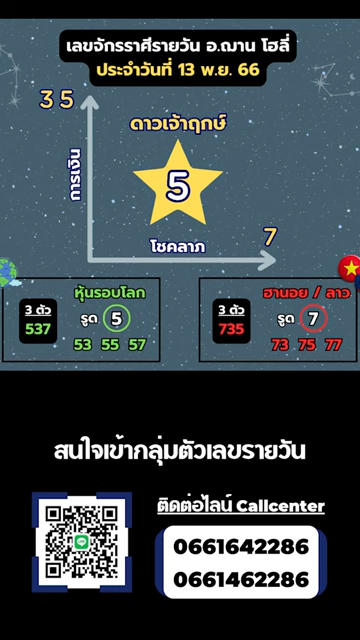 เลขจักรราศีรายวัน อ.ฌาน โฮลี่
ประจำวันที่ 13 พ.ย. 66
3 5
ดาวเจ้าฤกษ์
5
การเงิน
โชคลาภ
7
หุ้นรอบโลก
3 ตัว
537
รูด 5
53 55 57
ฮานอย / ลาว
3 ตัว
735
รูด 7
73 75 77
สนใจเข้ากลุ่มตัวเลขรายวัน
ติดต่อไลน์ Callcenter
0661642286
0661462286